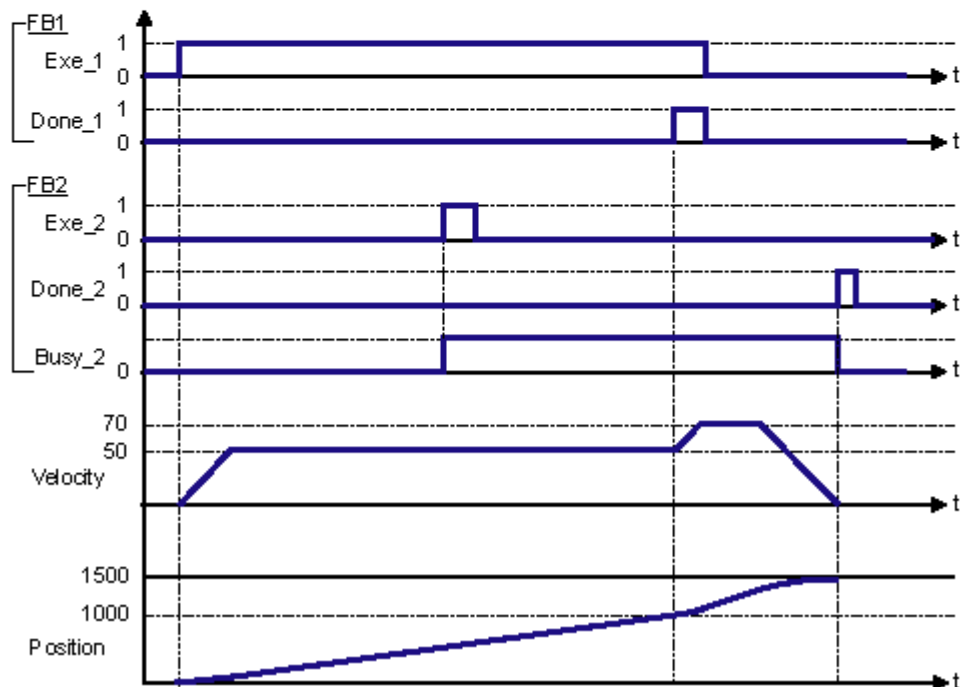 FB1
1
Exe_1
0
t
1
Done_1
0
t
FB2
1
Exe_2
0
t
1
Done_2
0
t
Busy_2
0
t
70
50
Velocity
t
1500
1000
Position
t